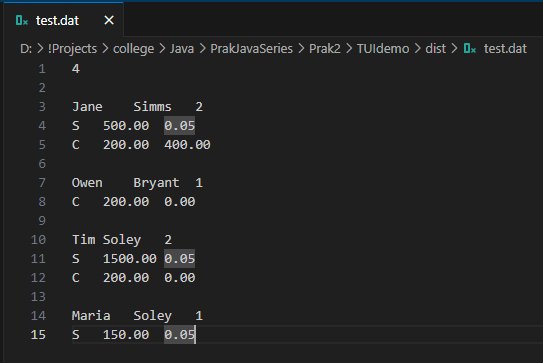 test.dat
D: > !Projects > college > Java > PrakJavaSeries > Prak2 > TUIdemo > dist > test.dat
1 4
2
3 Jane Simms 2
4 S 500.00 0.05
5 C 200.00 400.00
6
7 Owen Bryant 1
8 C 200.00 0.00
9
10 Tim Soley 2
11 S 1500.00 0.05
12 C 200.00 0.00
13
14 Maria Soley 1
15 S 150.00 0.05